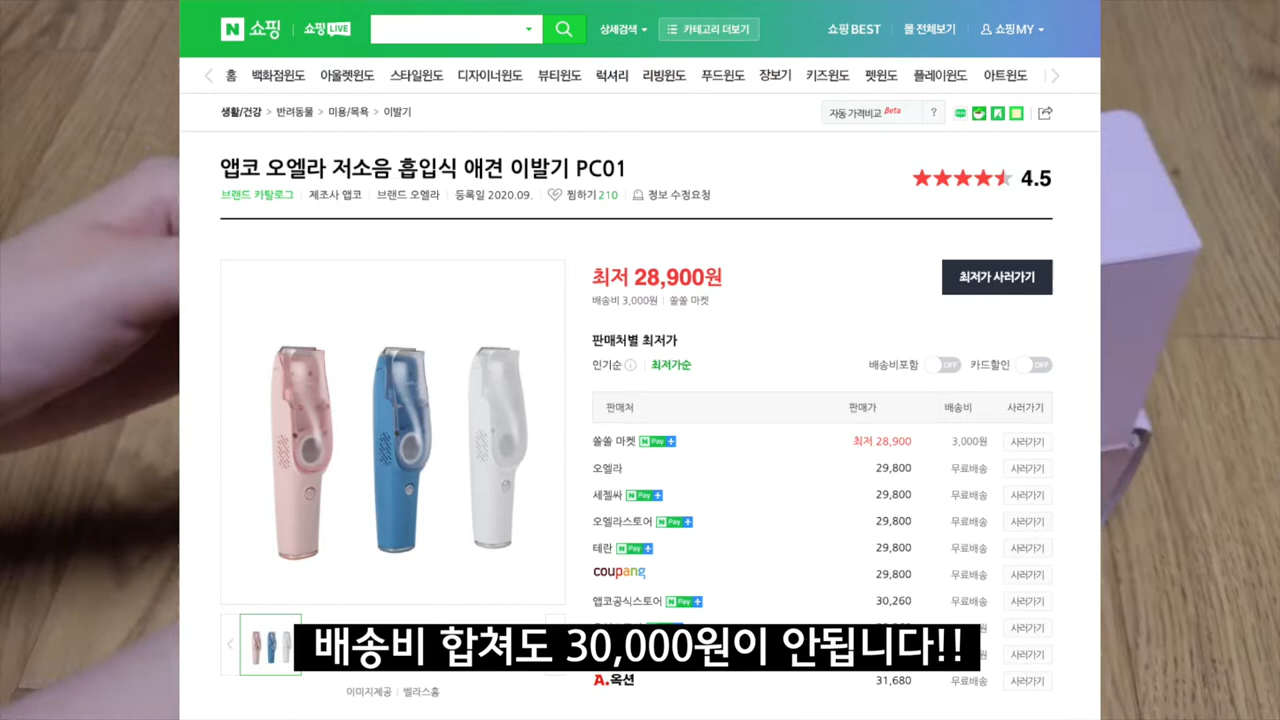 N 쇼핑 쇼핑LIVE 상세검색 카테고리 더보기 쇼핑BEST 몰 전체보기 쇼핑MY
홈 백화점윈도 아울렛윈도 스타일윈도 디자이너윈도 뷰티윈도 럭셔리 리빙윈도 푸드윈도 장보기 키즈윈도 펫윈도 플레이윈도 아트윈도
생활/건강 > 반려동물 > 미용/목욕 > 이발기 자동 가격비교 Beta ?
앱코 오엘라 저소음 흡입식 애견 이발기 PC01
4.5
브랜드 카탈로그 제조사 앱코 브랜드 오엘라 등록일 2020.09. 찜하기 210 정보 수정요청
최저 28,900원 최저가 사러가기
배송비 3,000원 쏠쏠 마켓
판매처별 최저가
인기순 최저가순 배송비포함 OFF 카드할인 OFF
판매처 판매가 배송비 사러가기
쏠쏠 마켓 N Pay + 최저 28,900 3,000원 사러가기
오엘라 29,800 무료배송 사러가기
세젤싸 N Pay + 29,800 무료배송 사러가기
오엘라스토어 N Pay + 29,800 무료배송 사러가기
테란 N Pay + 29,800 무료배송 사러가기
coupang 29,800 무료배송 사러가기
앱코공식스토어 N Pay + 30,260 무료배송 사러가기
사러가기
배송비 합쳐도 30,000원이 안됩니다!!
사러가기
A.옥션 31,680 무료배송 사러가기
이미지제공 벨라스홈